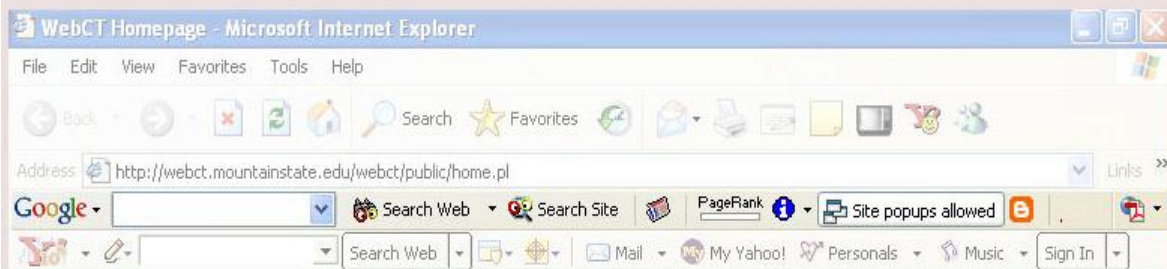 WebCT Homepage - Microsoft Internet Explorer
File Edit View Favorites Tools Help
Back Search Favorites
Address http://webct.mountainstate.edu/webct/public/home.pl Links »
Google Search Web Search Site PageRank Site popups allowed
Y! Search Web Mail My Yahoo! Personals Music Sign In